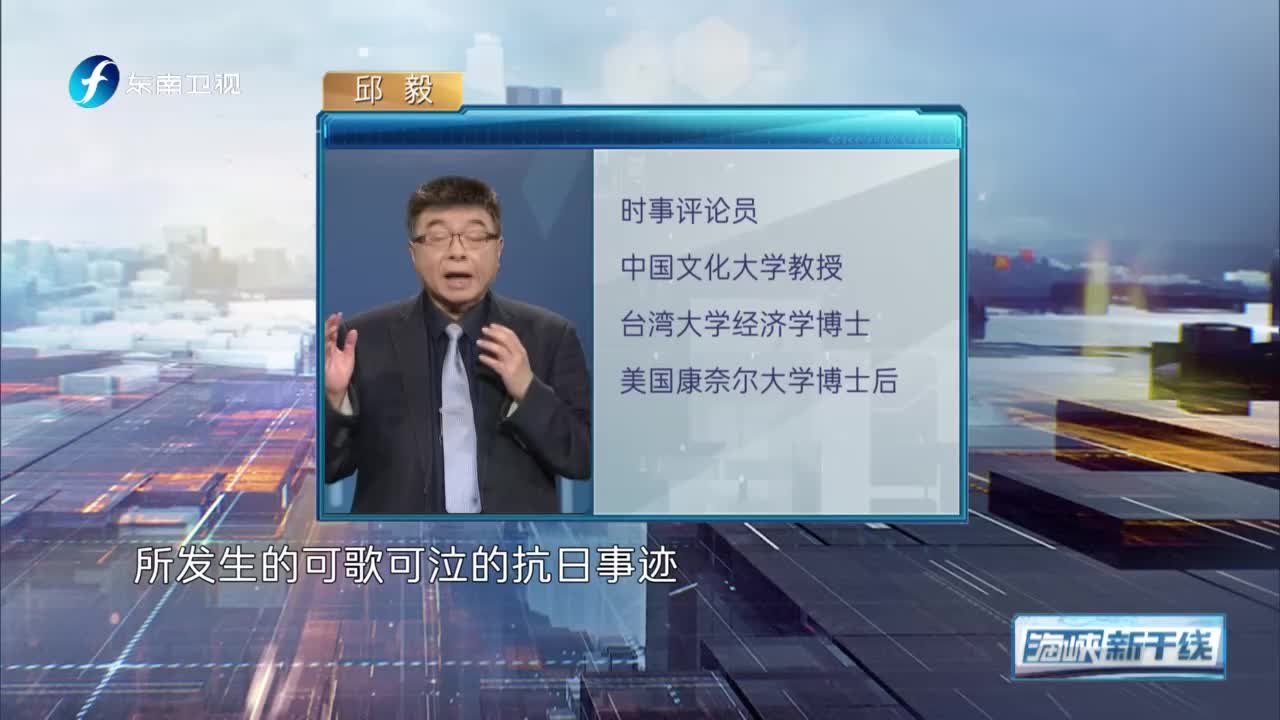 东南卫视
邱毅
时事评论员
中国文化大学教授
台湾大学经济学博士
美国康奈尔大学博士后
所发生的可歌可泣的抗日事迹
海峡新干线